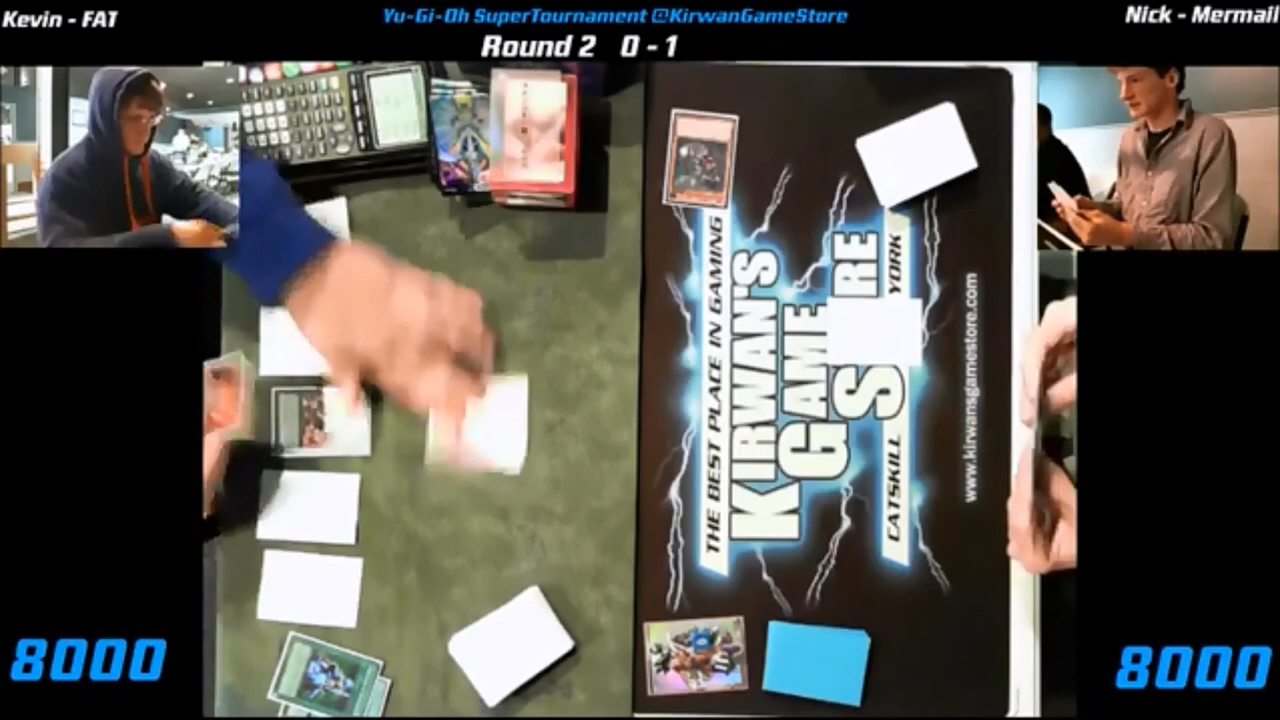 Kevin - FAT
Yu-Gi-Oh SuperTournament @KirwanGameStore
Nick - Mermail
Round 2 0 - 1
THE BEST PLACE IN GAMING
KIRWAN'S
GAME
S RE
CATSKILL YORK
www.kirwansgamestore.com
8000
8000